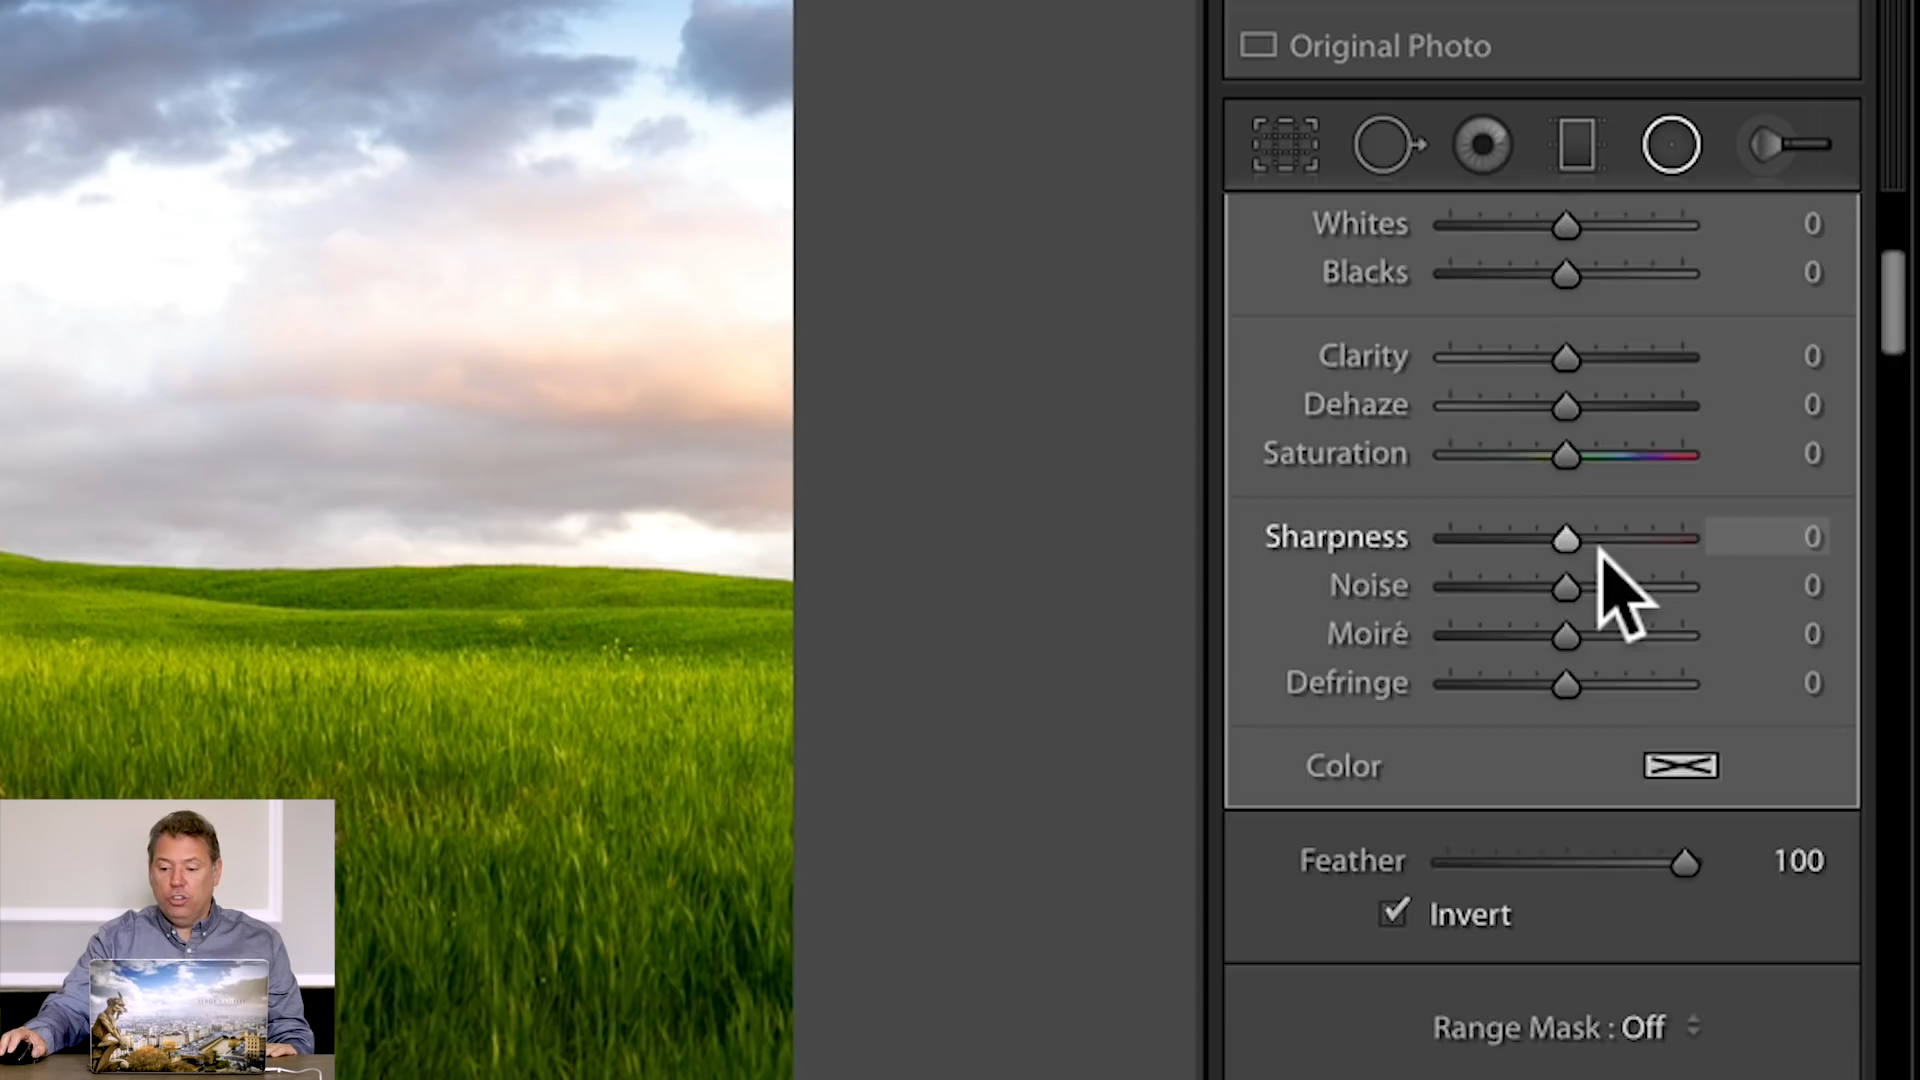 Original Photo
Whites 0
Blacks 0
Clarity 0
Dehaze 0
Saturation 0
Sharpness 0
Noise 0
Moiré 0
Defringe 0
Color
Feather 100
Invert
Range Mask : Off